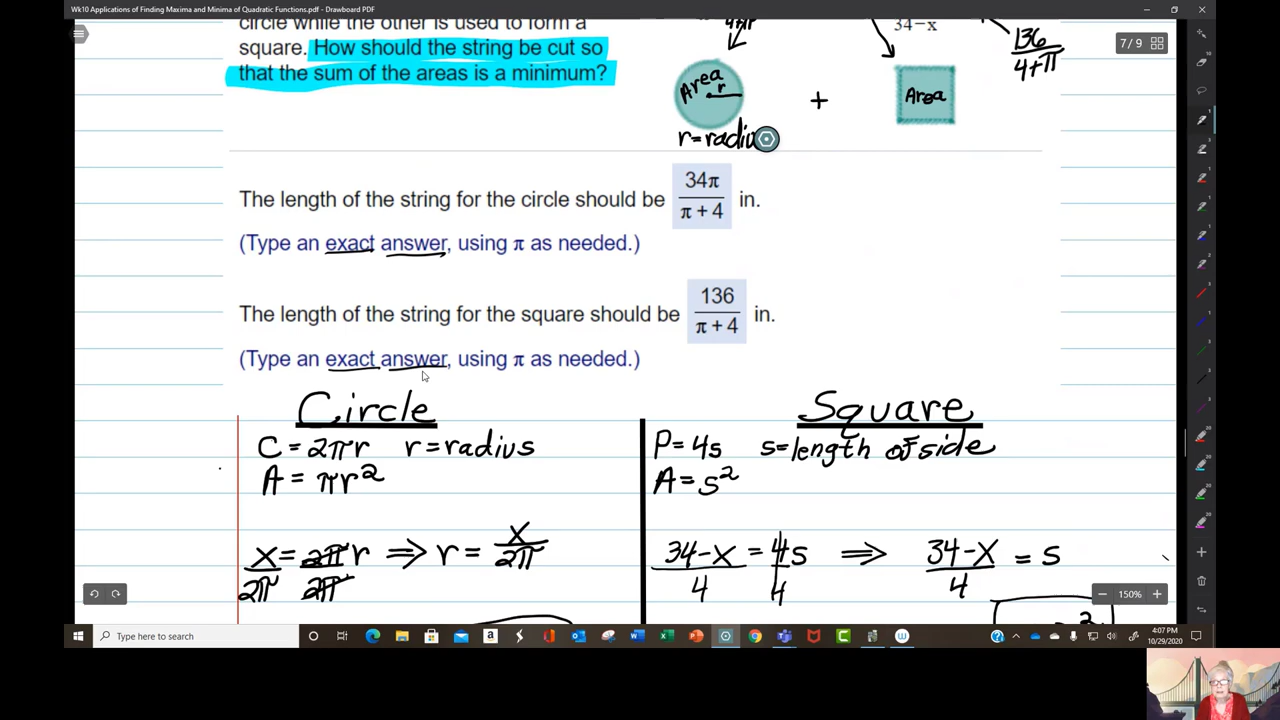 Wk10 Applications of Finding Maxima and Minima of Quadratic Functions.pdf - Drawboard PDF
7 / 9
circle while the other is used to form a
square. How should the string be cut so
that the sum of the areas is a minimum?
4+π
34−x
136
4+π
Area
r
+
Area
r=radiu
The length of the string for the circle should be 34π/π + 4 in.
(Type an exact answer, using π as needed.)
The length of the string for the square should be 136/π + 4 in.
(Type an exact answer, using π as needed.)
Circle
C = 2πr r=radius
A = πr²
x/2π = 2πr/2π ⟹ r = x/2π
Square
P=4s s=length of side
A=s²
34-x/4 = 4s/4 ⟹ 34-x/4 = s
2
150%
Type here to search
4:07 PM
10/29/2020